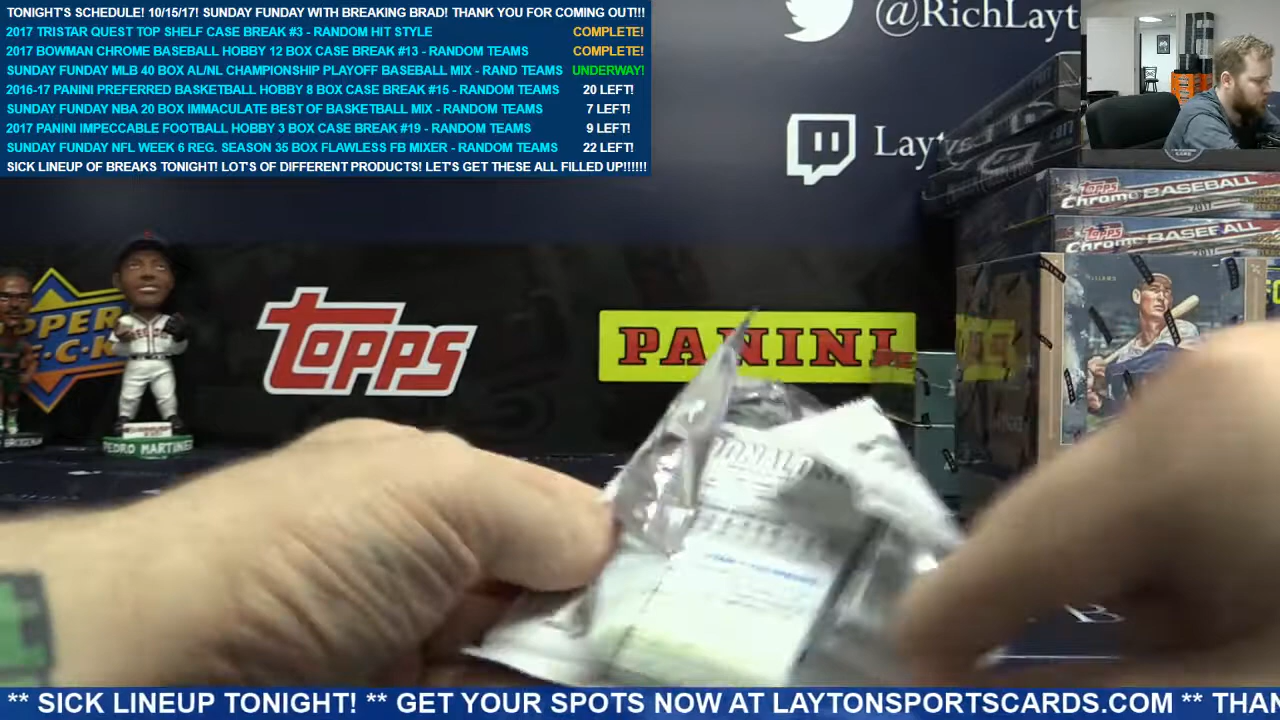 TONIGHT'S SCHEDULE! 10/15/17! SUNDAY FUNDAY WITH BREAKING BRAD! THANK YOU FOR COMING OUT!!!
2017 TRISTAR QUEST TOP SHELF CASE BREAK #3 - RANDOM HIT STYLE COMPLETE!
2017 BOWMAN CHROME BASEBALL HOBBY 12 BOX CASE BREAK #13 - RANDOM TEAMS COMPLETE!
SUNDAY FUNDAY MLB 40 BOX AL/NL CHAMPIONSHIP PLAYOFF BASEBALL MIX - RAND TEAMS UNDERWAY!
2016-17 PANINI PREFERRED BASKETBALL HOBBY 8 BOX CASE BREAK #15 - RANDOM TEAMS 20 LEFT!
SUNDAY FUNDAY NBA 20 BOX IMMACULATE BEST OF BASKETBALL MIX - RANDOM TEAMS 7 LEFT!
2017 PANINI IMPECCABLE FOOTBALL HOBBY 3 BOX CASE BREAK #19 - RANDOM TEAMS 9 LEFT!
SUNDAY FUNDAY NFL WEEK 6 REG. SEASON 35 BOX FLAWLESS FB MIXER - RANDOM TEAMS 22 LEFT!
SICK LINEUP OF BREAKS TONIGHT! LOT'S OF DIFFERENT PRODUCTS! LET'S GET THESE ALL FILLED UP!!!!!!
@RichLayt
Layt
TOPPS Chrome BASEBALL 2017
TOPPS Chrome BASEBALL
PPER
ECK
TOPPS
PANINI
WILLIAMS
PEDRO MARTINEZ
DONALD
** SICK LINEUP TONIGHT! ** GET YOUR SPOTS NOW AT LAYTONSPORTSCARDS.COM ** THAN